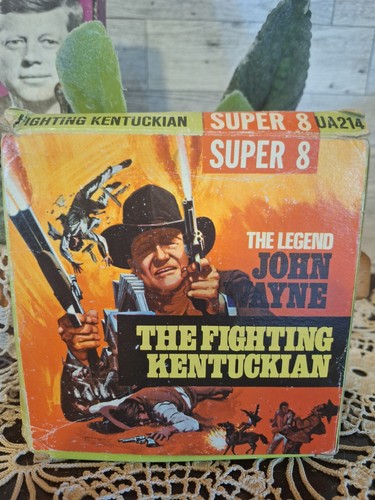 FIGHTING KENTUCKIAN SUPER 8 UA214
SUPER 8
THE LEGEND
JOHN
WAYNE
THE FIGHTING
KENTUCKIAN